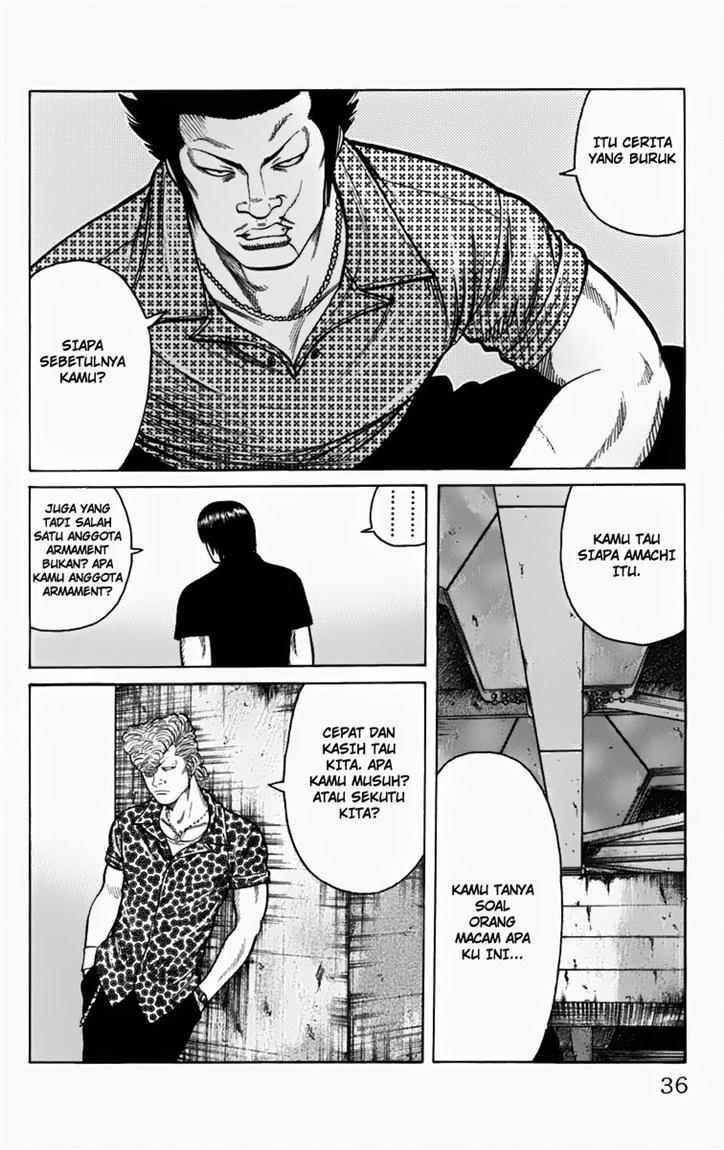 ITU CERITA
YANG BURUK
SIAPA
SEBETULNYA
KAMU?
KAMU TAU
SIAPA AMACHI
ITU.
KAMU TANYA
SOAL
ORANG
MACAM APA
KU INI...
JUGA YANG
TADI SALAH
SATU ANGGOTA
ARMAMENT
BUKAN? APA
KAMU ANGGOTA
ARMAMENT?
CEPAT DAN
KASIH TAU
KITA. APA
KAMU MUSUH?
ATAU SEKUTU
KITA?
36